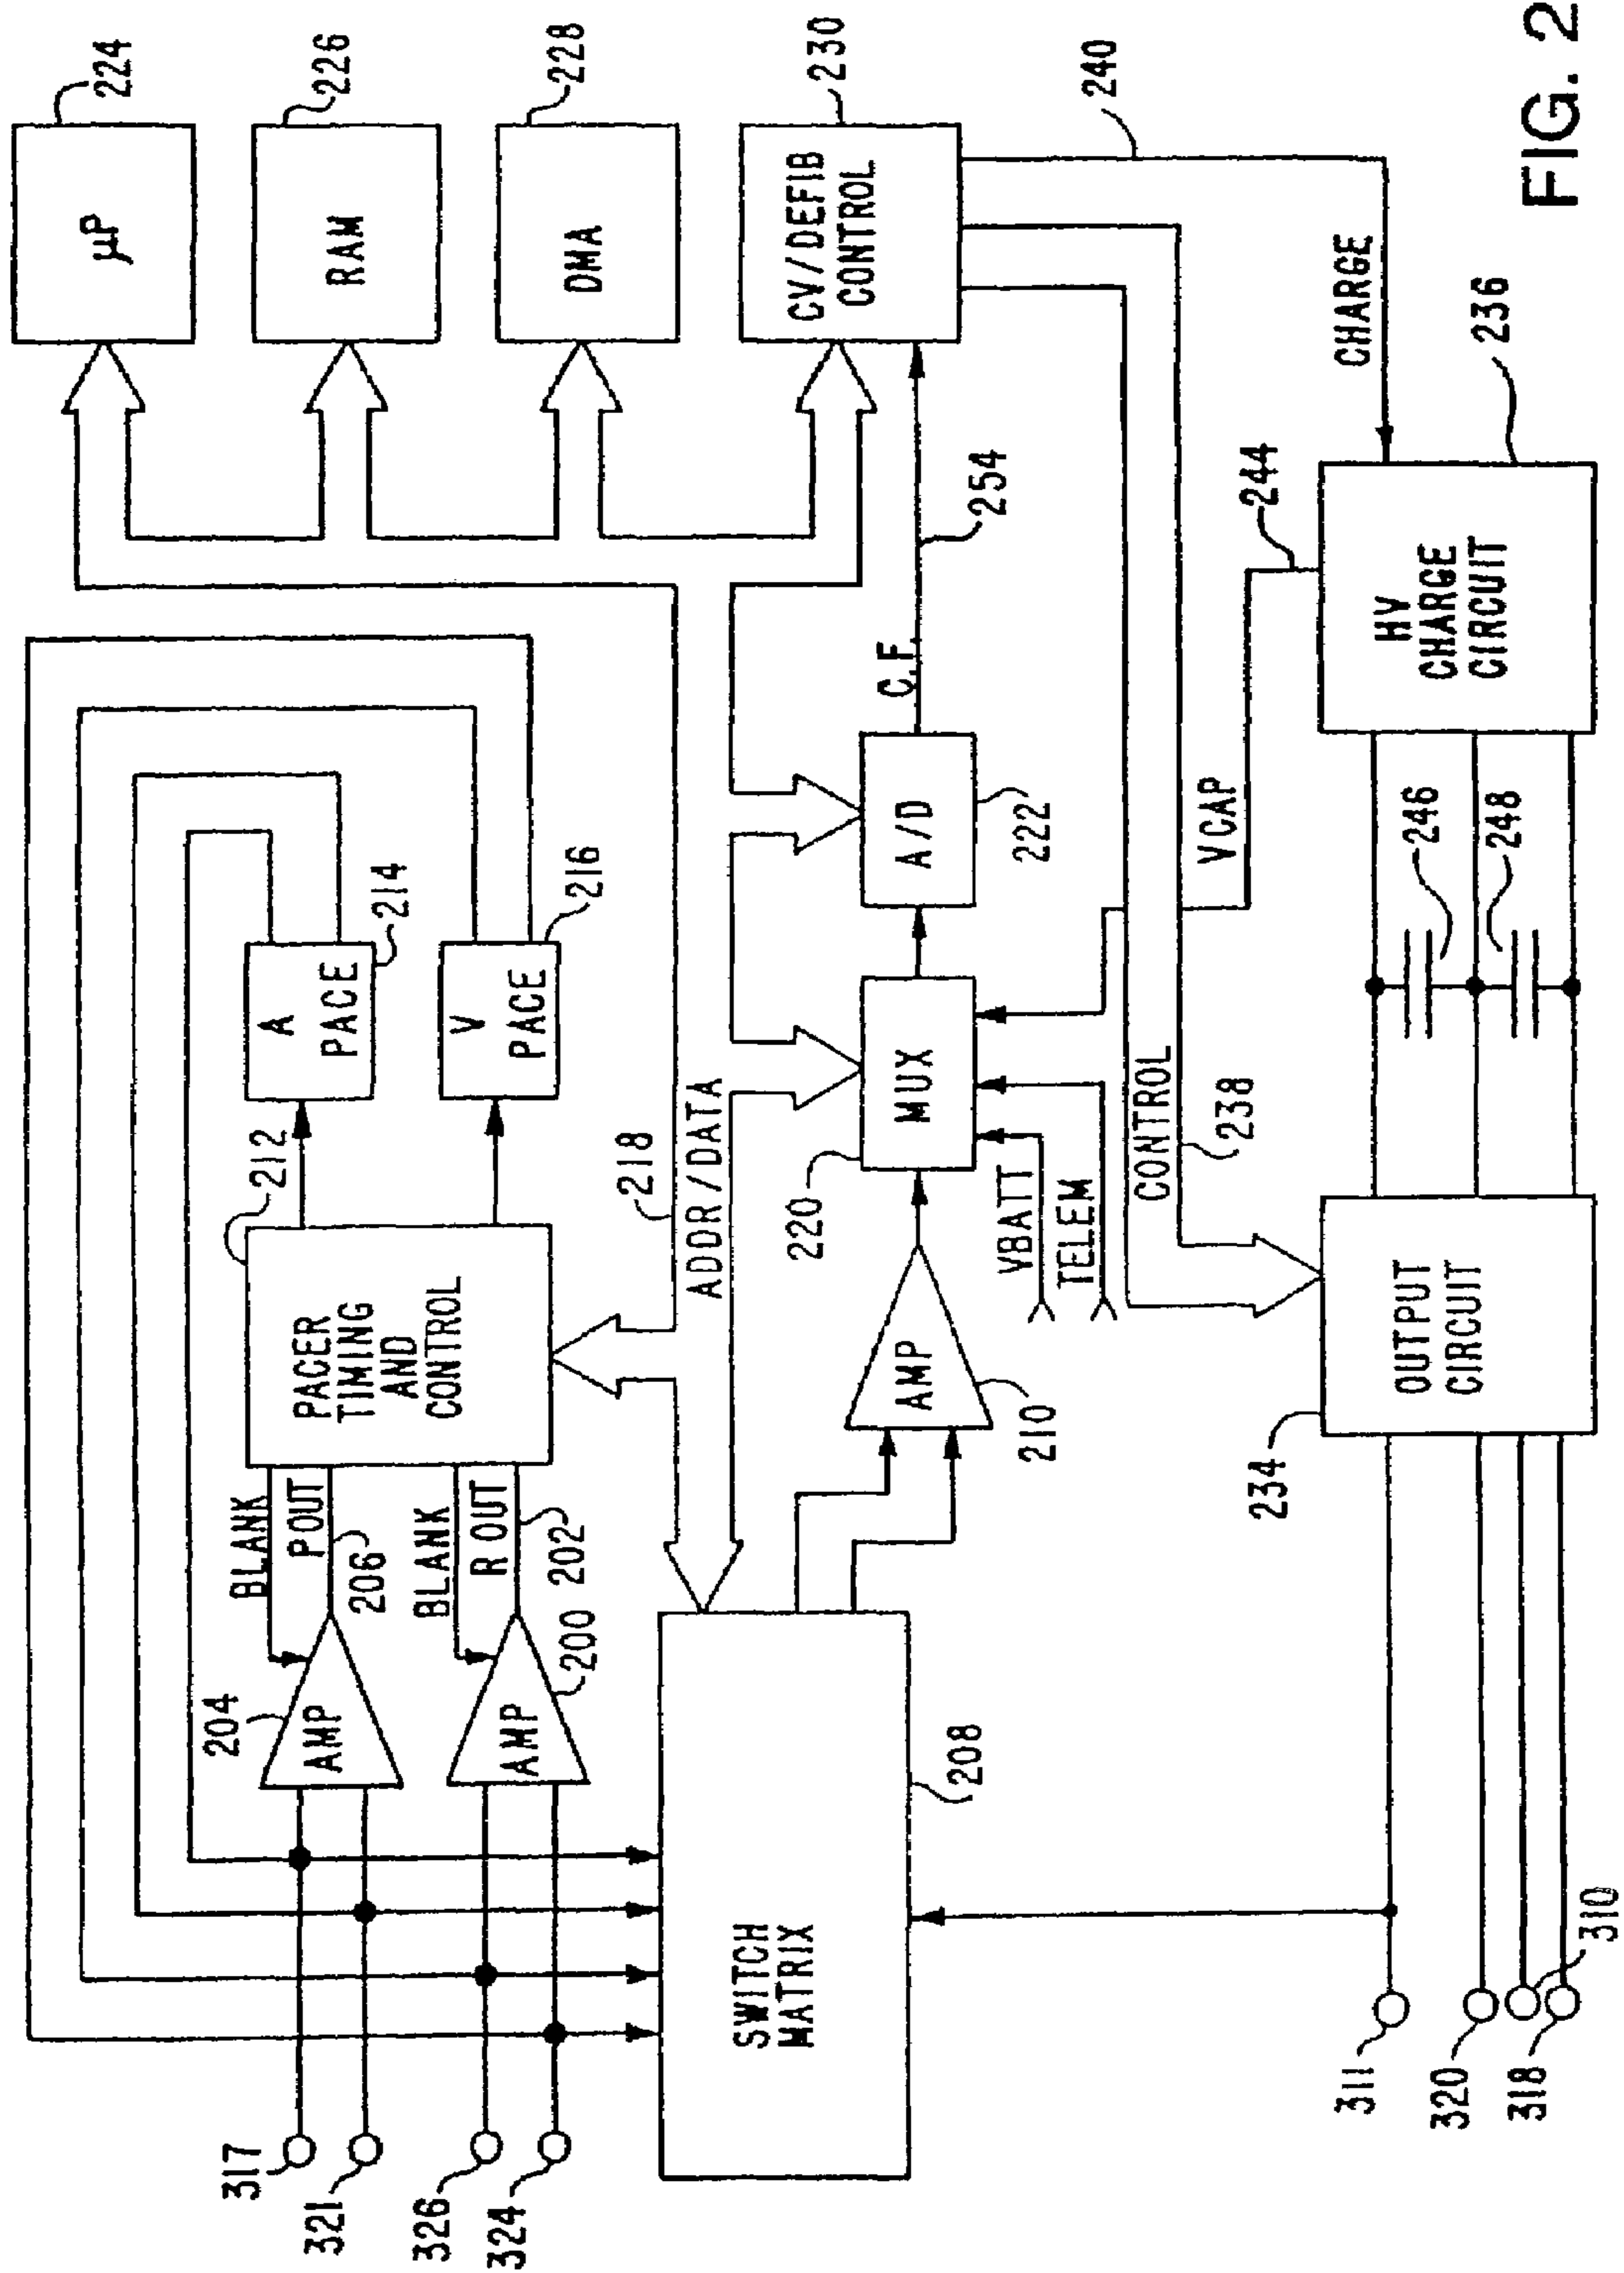 317
321
326
324
204
AMP
BLANK
P OUT
206
AMP
200
BLANK
R OUT
202
PACER
TIMING
AND
CONTROL
212
A
PACE
214
V
PACE
216
μP
224
RAM
226
DMA
228
CV/DEFIB
CONTROL
230
218
ADDR/DATA
SWITCH
MATRIX
208
AMP
210
MUX
220
A/D
222
C.F.
254
VBATT
TELEM
CONTROL
238
VCAP
244
240
CHARGE
311
320
318
310
234
OUTPUT
CIRCUIT
246
248
HV
CHARGE
CIRCUIT
236
FIG. 2